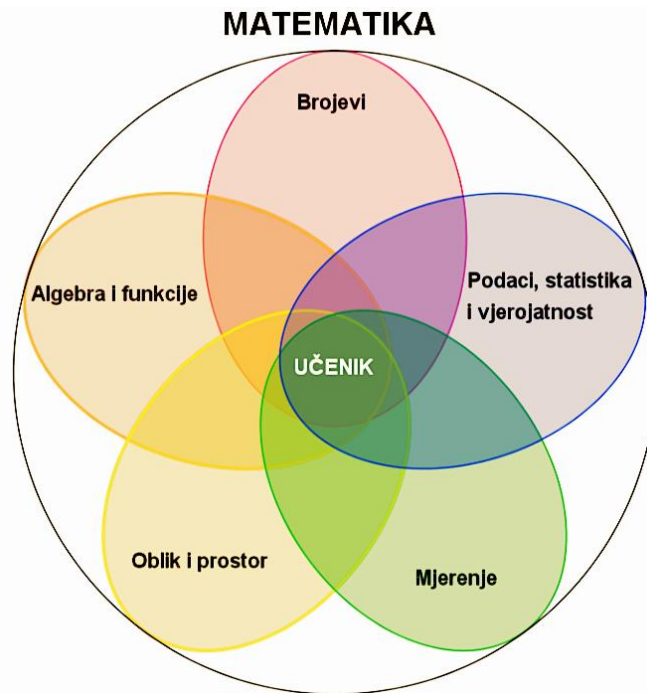 MATEMATIKA
Brojevi
Algebra i funkcije
Podaci, statistika
i vjerojatnost
UČENIK
Oblik i prostor
Mjerenje